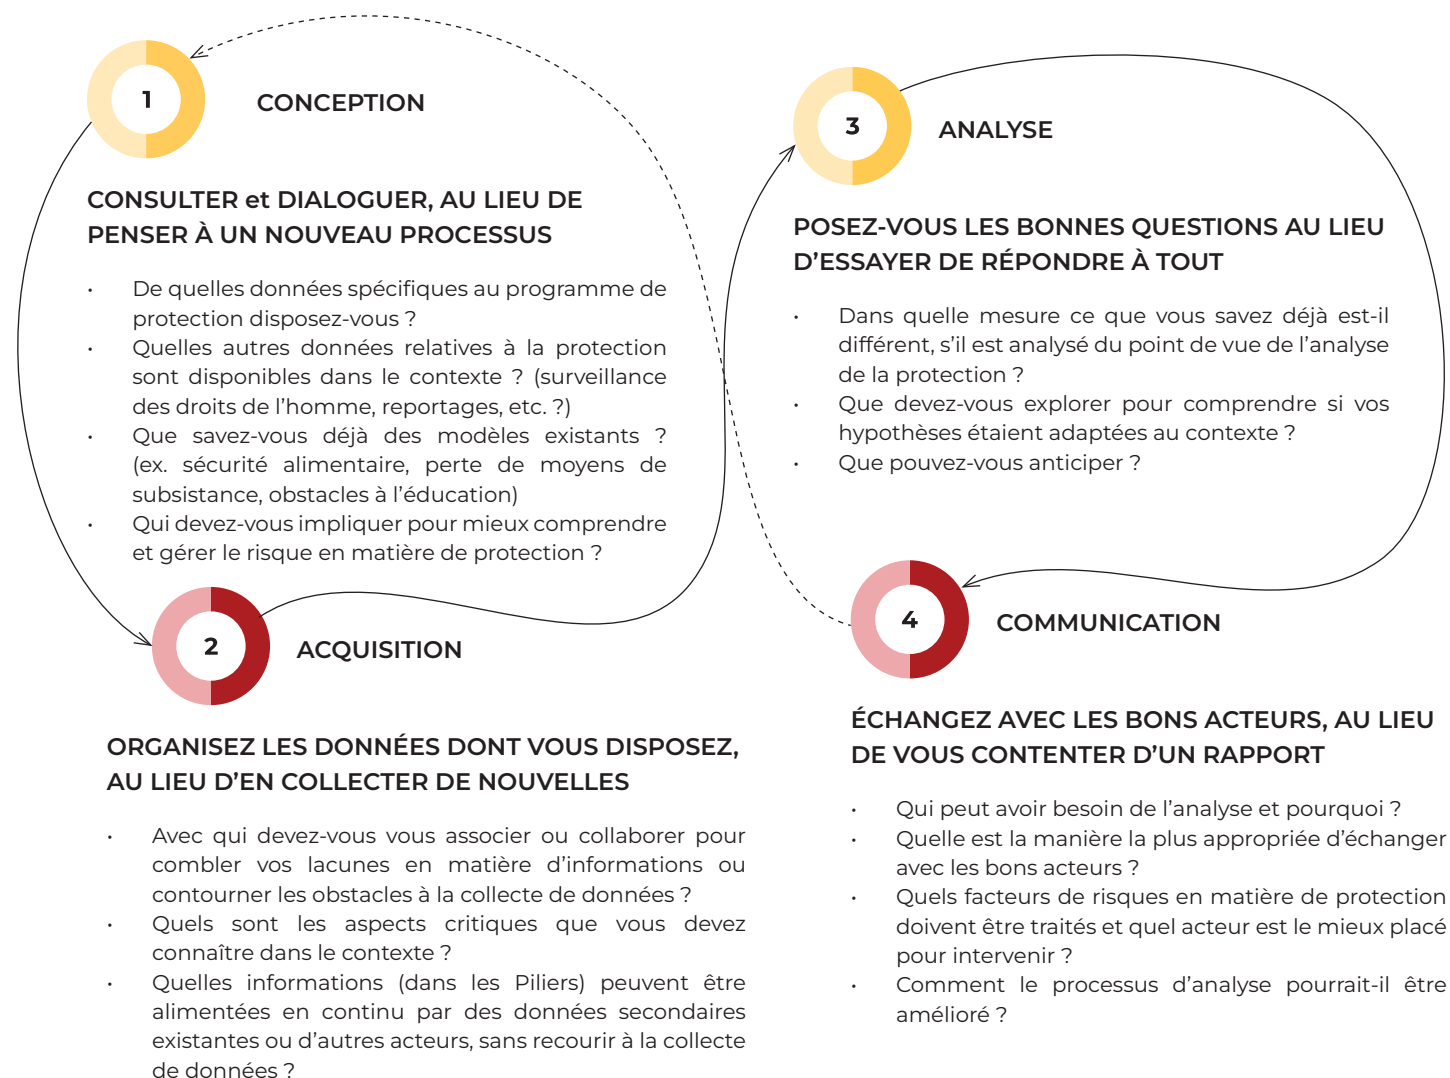 1
CONCEPTION
CONSULTER et DIALOGUER, AU LIEU DE
PENSER À UN NOUVEAU PROCESSUS
• De quelles données spécifiques au programme de
protection disposez-vous ?
• Quelles autres données relatives à la protection
sont disponibles dans le contexte ? (surveillance
des droits de l’homme, reportages, etc. ?)
• Que savez-vous déjà des modèles existants ?
(ex. sécurité alimentaire, perte de moyens de
subsistance, obstacles à l’éducation)
• Qui devez-vous impliquer pour mieux comprendre
et gérer le risque en matière de protection ?
2
ACQUISITION
ORGANISEZ LES DONNÉES DONT VOUS DISPOSEZ,
AU LIEU D’EN COLLECTER DE NOUVELLES
• Avec qui devez-vous vous associer ou collaborer pour
combler vos lacunes en matière d’informations ou
contourner les obstacles à la collecte de données ?
• Quels sont les aspects critiques que vous devez
connaître dans le contexte ?
• Quelles informations (dans les Piliers) peuvent être
alimentées en continu par des données secondaires
existantes ou d’autres acteurs, sans recourir à la collecte
de données ?
3
ANALYSE
POSEZ-VOUS LES BONNES QUESTIONS AU LIEU
D’ESSAYER DE RÉPONDRE À TOUT
• Dans quelle mesure ce que vous savez déjà est-il
différent, s’il est analysé du point de vue de l’analyse
de la protection ?
• Que devez-vous explorer pour comprendre si vos
hypothèses étaient adaptées au contexte ?
• Que pouvez-vous anticiper ?
4
COMMUNICATION
ÉCHANGEZ AVEC LES BONS ACTEURS, AU LIEU
DE VOUS CONTENTER D’UN RAPPORT
• Qui peut avoir besoin de l’analyse et pourquoi ?
• Quelle est la manière la plus appropriée d’échanger
avec les bons acteurs ?
• Quels facteurs de risques en matière de protection
doivent être traités et quel acteur est le mieux placé
pour intervenir ?
• Comment le processus d’analyse pourrait-il être
amélioré ?